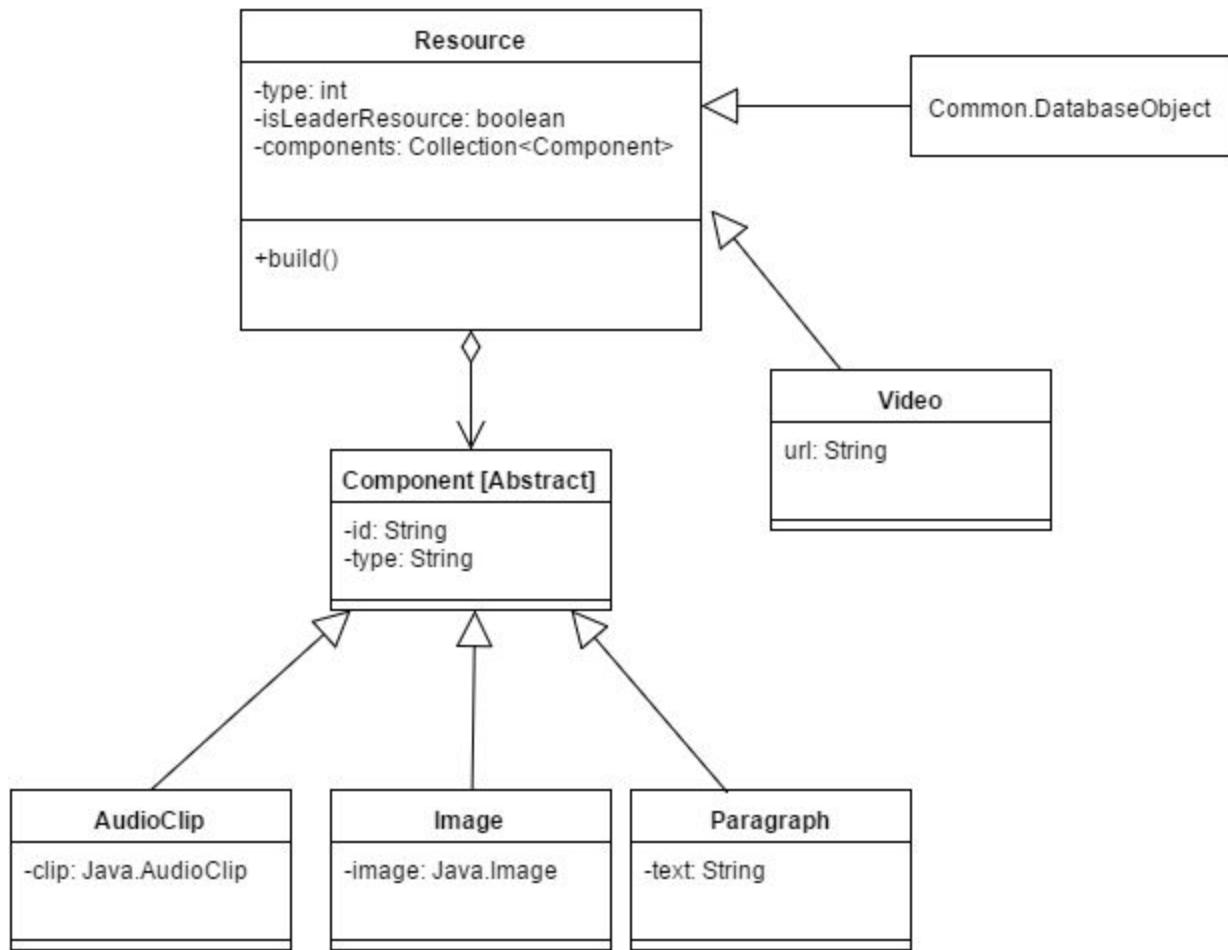 Resource
-type: int
-isLeaderResource: boolean
-components: Collection<Component>
+build()
Common.DatabaseObject
Video
url: String
Component [Abstract]
-id: String
-type: String
AudioClip
-clip: Java.AudioClip
Image
-image: Java.Image
Paragraph
-text: String